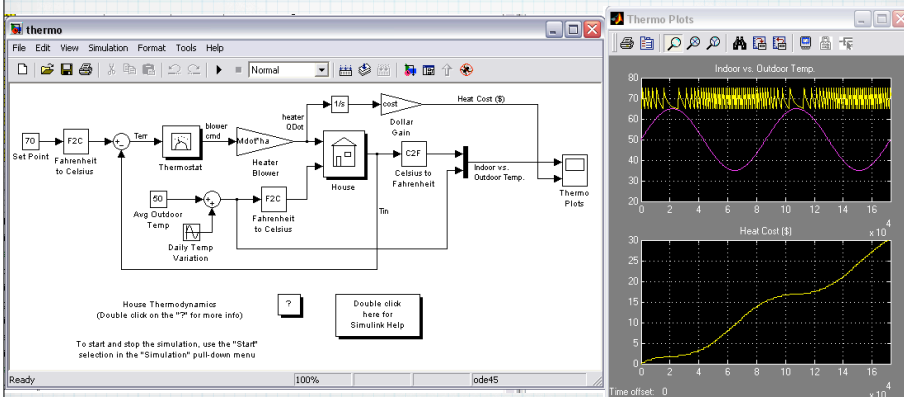 thermo
File Edit View Simulation Format Tools Help
Normal
heater
QDot
1/s
cost
Heat Cost ($)
Dollar
Gain
70
Set Point
F2C
Fahrenheit
to Celsius
Terr
Thermostat
blower
cmd
Mdot*ha
Heater
Blower
House
C2F
Celsius to
Fahrenheit
Indoor vs.
Outdoor Temp.
Thermo
Plots
50
Avg Outdoor
Temp
F2C
Fahrenheit
to Celsius
Tin
Daily Temp
Variation
House Thermodynamics
(Double click on the "?" for more info)
?
Double click
here for
Simulink Help
To start and stop the simulation, use the "Start"
selection in the "Simulation" pull-down menu
Ready 100% ode45
Thermo Plots
Indoor vs. Outdoor Temp.
80
70
60
50
40
30
20
0 2 4 6 8 10 12 14 16
x 10^4
Heat Cost ($)
30
25
20
15
10
5
0
0 2 4 6 8 10 12 14 16
Time offset: 0
x 10^4